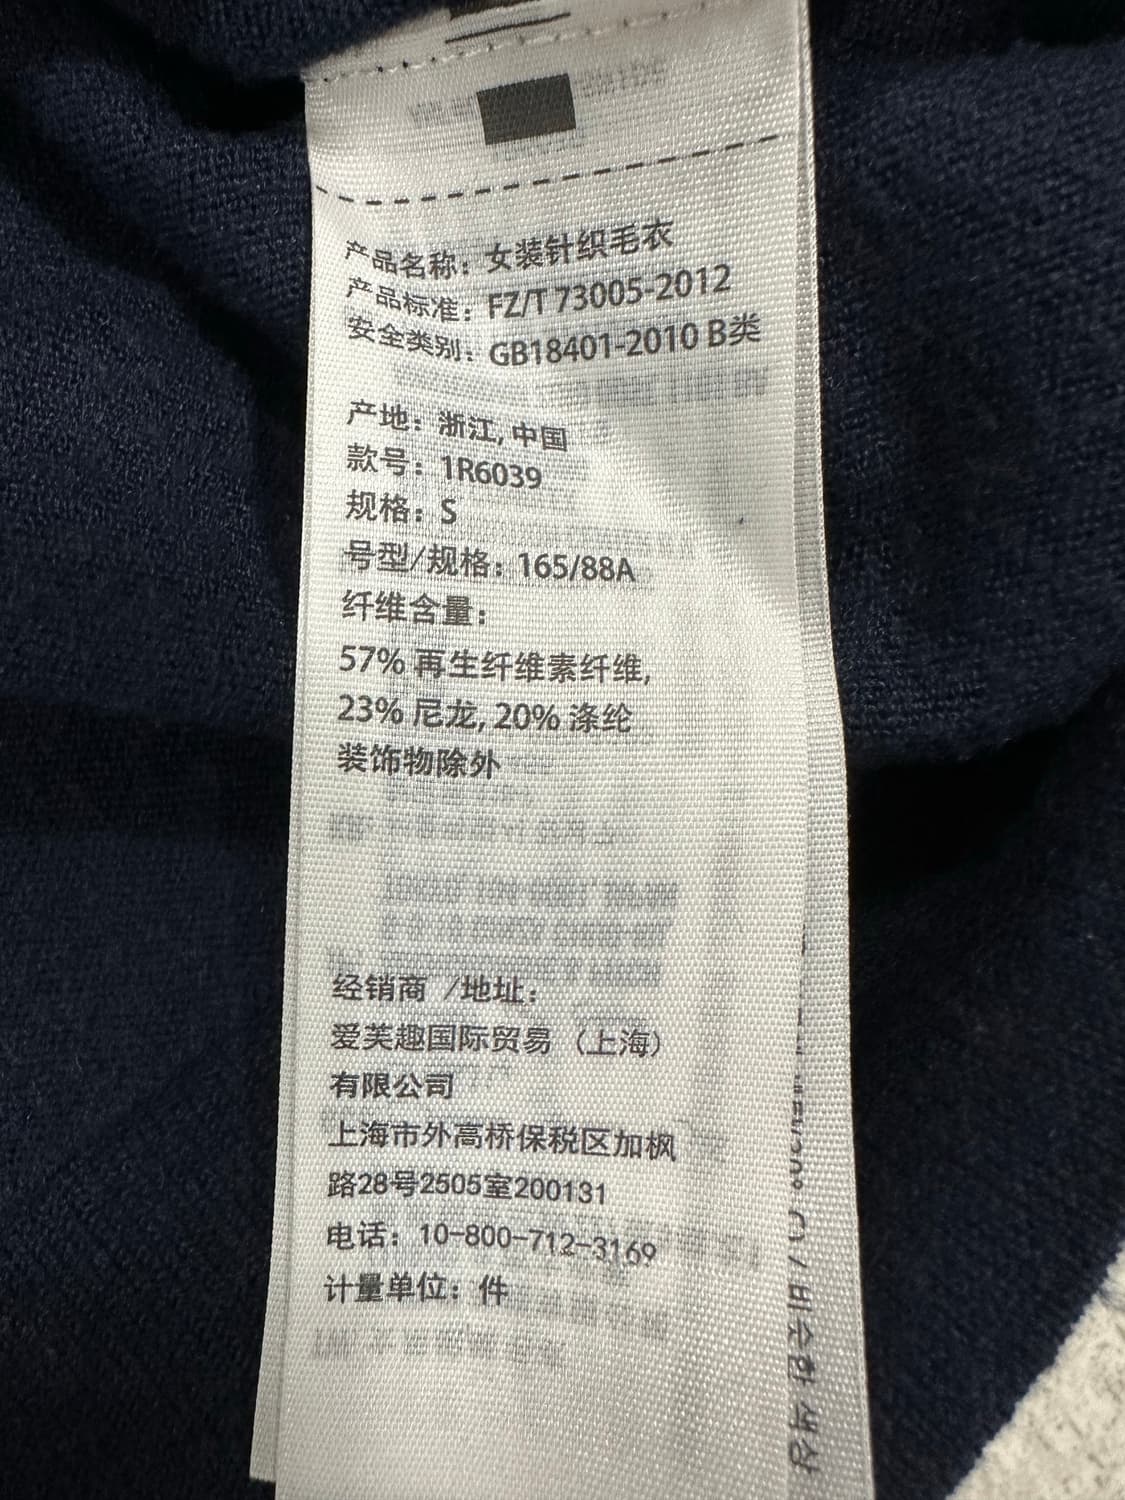 产品名称：女装针织毛衣
产品标准：FZ/T 73005-2012
安全类别：GB18401-2010 B类
产地：浙江, 中国
款号：1R6039
规格：S
号型/规格：165/88A
纤维含量：
57% 再生纤维素纤维,
23% 尼龙, 20% 涤纶
装饰物除外
经销商 /地址：
爱芙趣国际贸易（上海）
有限公司
上海市外高桥保税区加枫
路28号2505室200131
电话：10-800-712-3169
计量单位：件
비슷한 색상